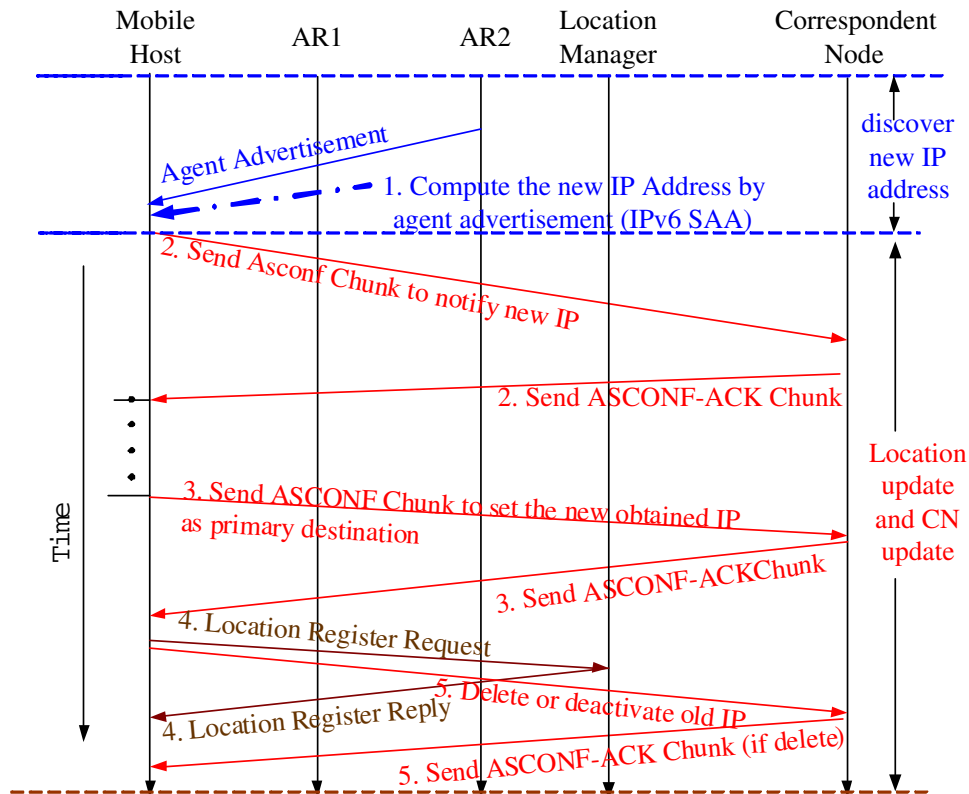 Mobile
Host
AR1
AR2
Location
Manager
Correspondent
Node
discover
new IP
address
Agent Advertisement
1. Compute the new IP Address by
agent advertisement (IPv6 SAA)
2. Send Asconf Chunk to notify new IP
2. Send ASCONF-ACK Chunk
Location
update
and CN
update
3. Send ASCONF Chunk to set the new obtained IP
as primary destination
Time
3. Send ASCONF-ACKChunk
4. Location Register Request
5. Delete or deactivate old IP
4. Location Register Reply
5. Send ASCONF-ACK Chunk (if delete)